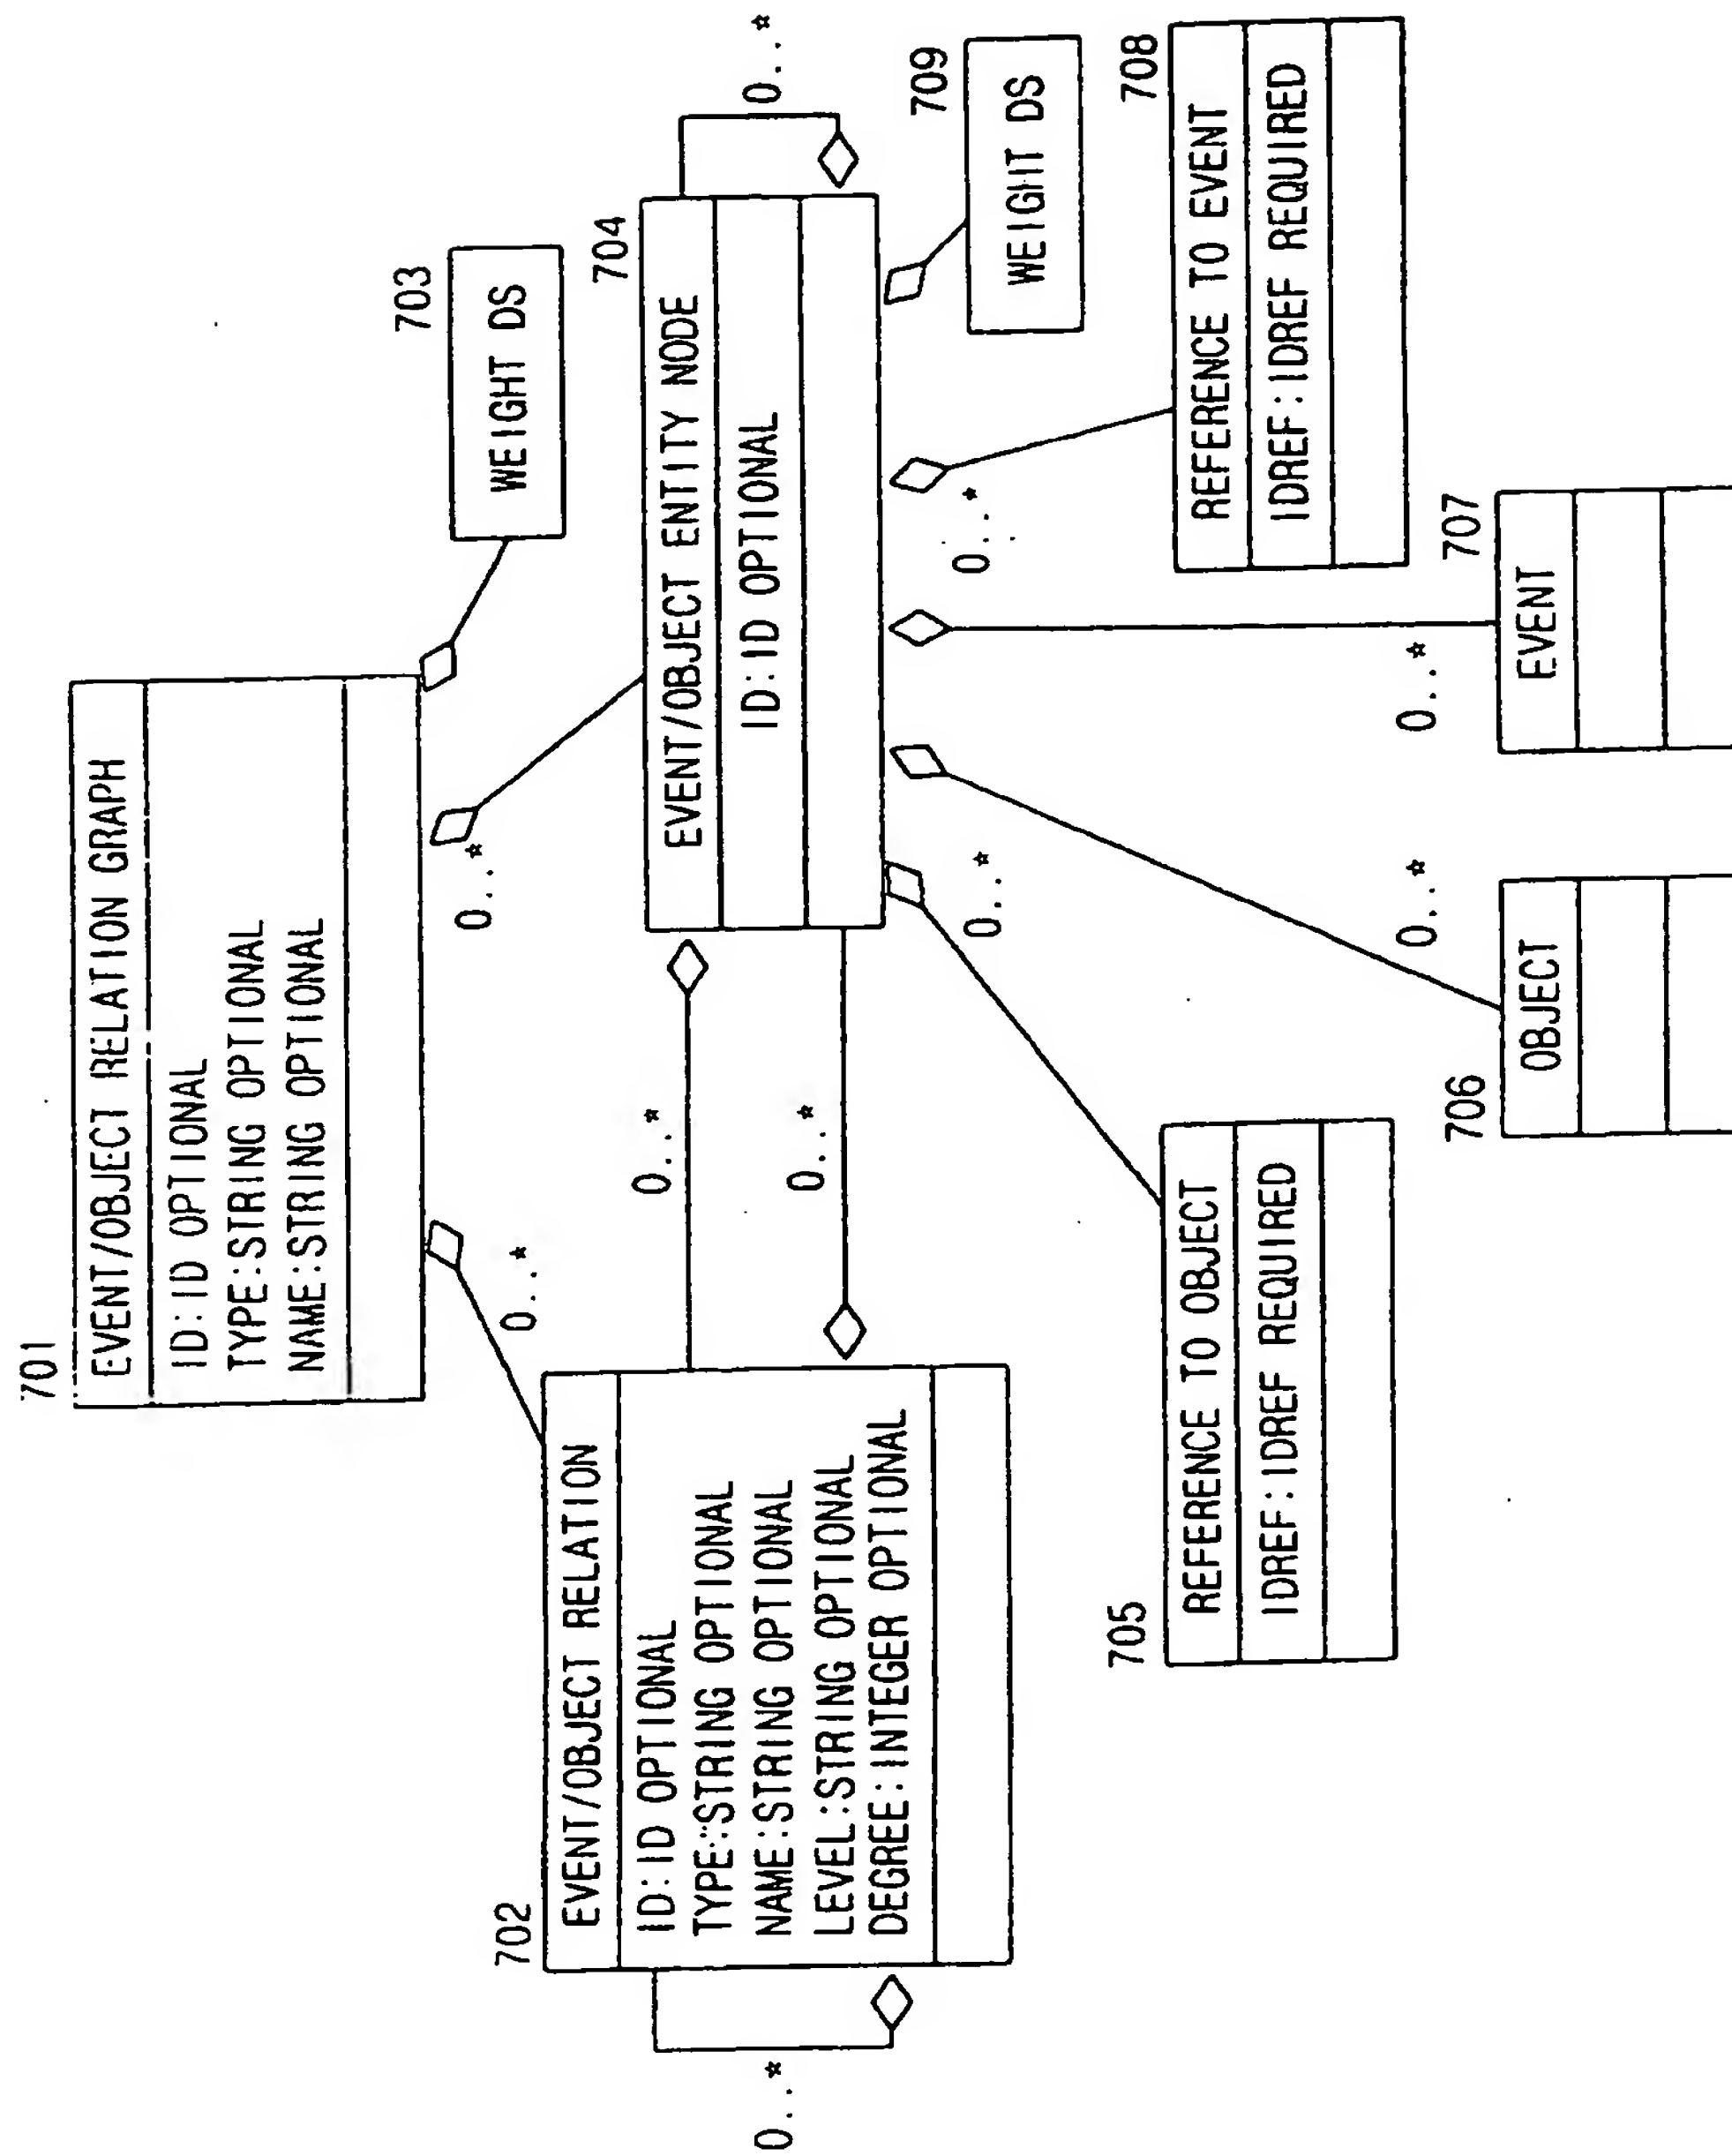 701
EVENT/OBJECT RELATION GRAPH
ID:ID OPTIONAL
TYPE:STRING OPTIONAL
NAME:STRING OPTIONAL
703
WEIGHT DS
0..*
0..*
702
EVENT/OBJECT RELATION
ID:ID OPTIONAL
TYPE:STRING OPTIONAL
NAME:STRING OPTIONAL
LEVEL:STRING OPTIONAL
DEGREE:INTEGER OPTIONAL
0..*
0..*
0..*
704
EVENT/OBJECT ENTITY NODE
ID:ID OPTIONAL
0..*
709
WEIGHT DS
0..*
0..*
705
REFERENCE TO OBJECT
IDREF:IDREF REQUIRED
708
REFERENCE TO EVENT
IDREF:IDREF REQUIRED
0..*
0..*
706
OBJECT
707
EVENT